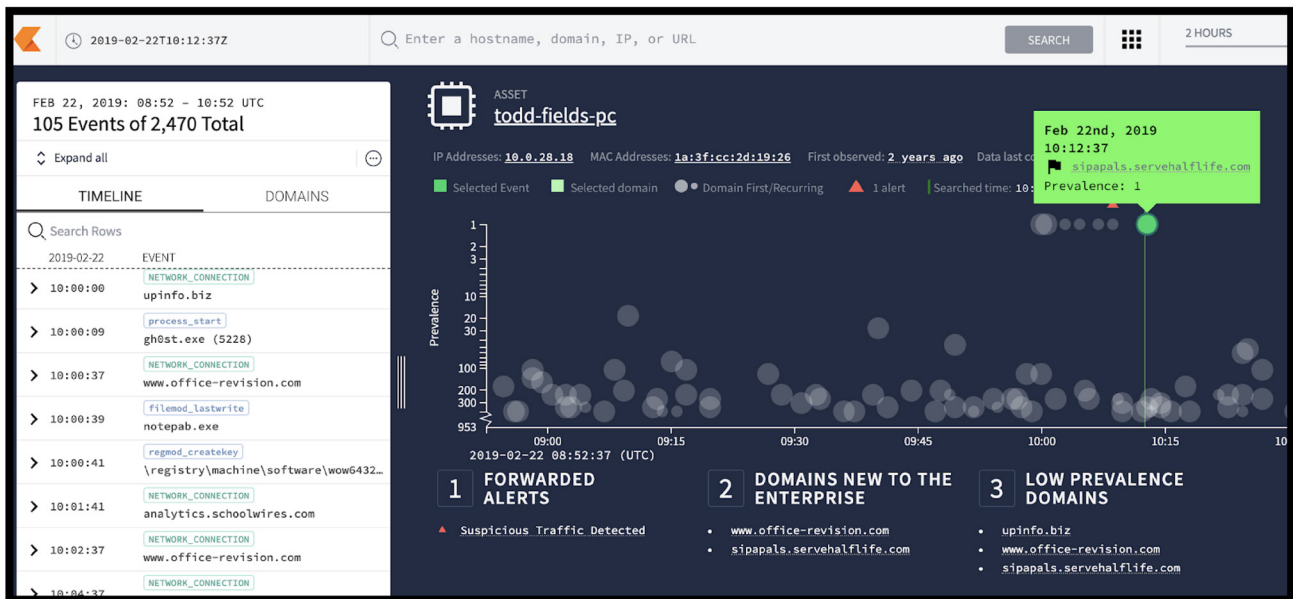 2019-02-22T10:12:37Z
Enter a hostname, domain, IP, or URL
SEARCH
2 HOURS
FEB 22, 2019: 08:52 – 10:52 UTC
105 Events of 2,470 Total
Expand all
TIMELINE
DOMAINS
Search Rows
2019-02-22 EVENT
NETWORK_CONNECTION
10:00:00 upinfo.biz
process_start
10:00:09 gh0st.exe (5228)
NETWORK_CONNECTION
10:00:37 www.office-revision.com
filemod_lastwrite
10:00:39 notepab.exe
regmod_createkey
10:00:41 \registry\machine\software\wow6432…
NETWORK_CONNECTION
10:01:41 analytics.schoolwires.com
NETWORK_CONNECTION
10:02:37 www.office-revision.com
NETWORK_CONNECTION
10:04:37
ASSET
todd-fields-pc
IP Addresses: 10.0.28.18 MAC Addresses: 1a:3f:cc:2d:19:26 First observed: 2 years ago Data last co
Selected Event Selected domain Domain First/Recurring 1 alert Searched time: 10:
Feb 22nd, 2019
10:12:37
sipapals.servehalflife.com
Prevalence: 1
Prevalence
1
2
3
10
20
30
100
200
300
953
09:00 09:15 09:30 09:45 10:00 10:15 10
2019-02-22 08:52:37 (UTC)
1 FORWARDED ALERTS
Suspicious Traffic Detected
2 DOMAINS NEW TO THE ENTERPRISE
www.office-revision.com
sipapals.servehalflife.com
3 LOW PREVALENCE DOMAINS
upinfo.biz
www.office-revision.com
sipapals.servehalflife.com